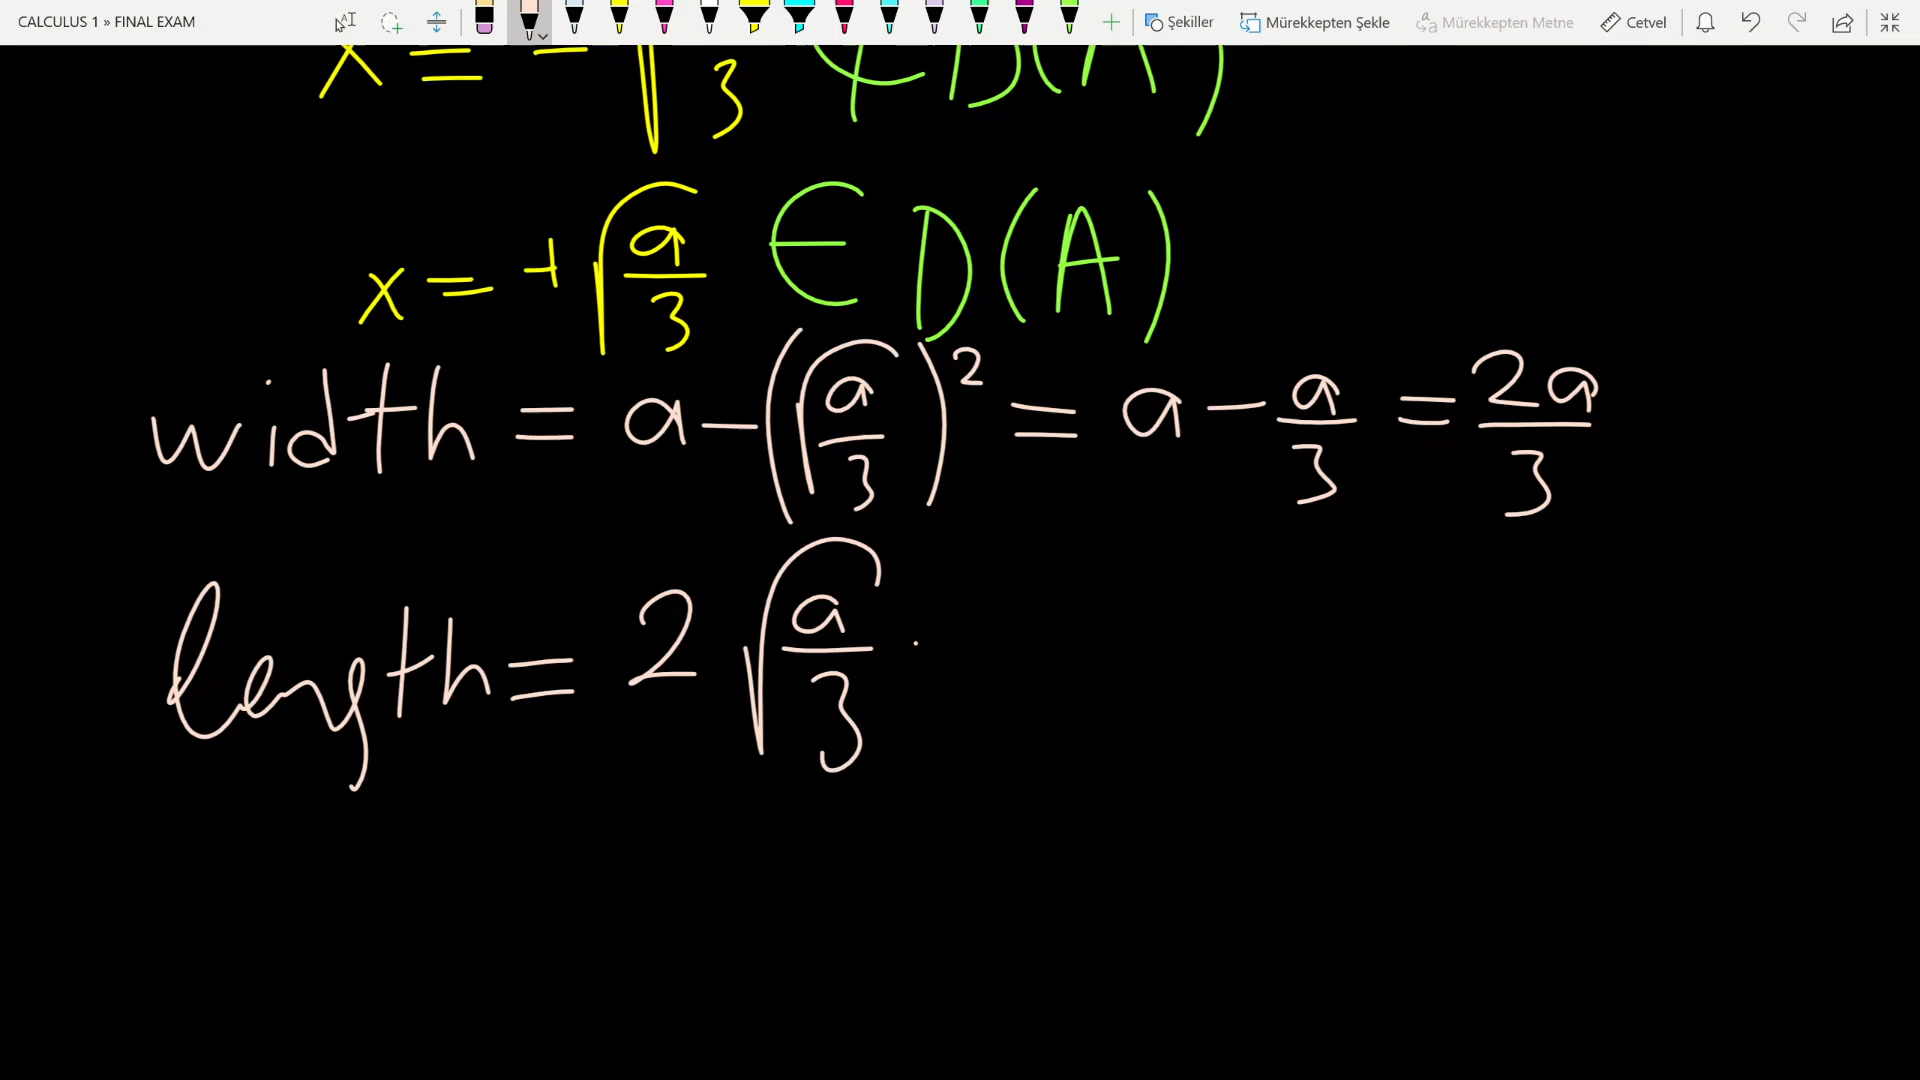 CALCULUS 1 » FINAL EXAM Şekiller Mürekkepten Şekle Mürekkepten Metne Cetvel
x = -√(a/3) ∉ D(A)
x = +√(a/3) ∈ D(A)
width = a - (√(a/3))² = a - a/3 = 2a/3
length = 2√(a/3) .